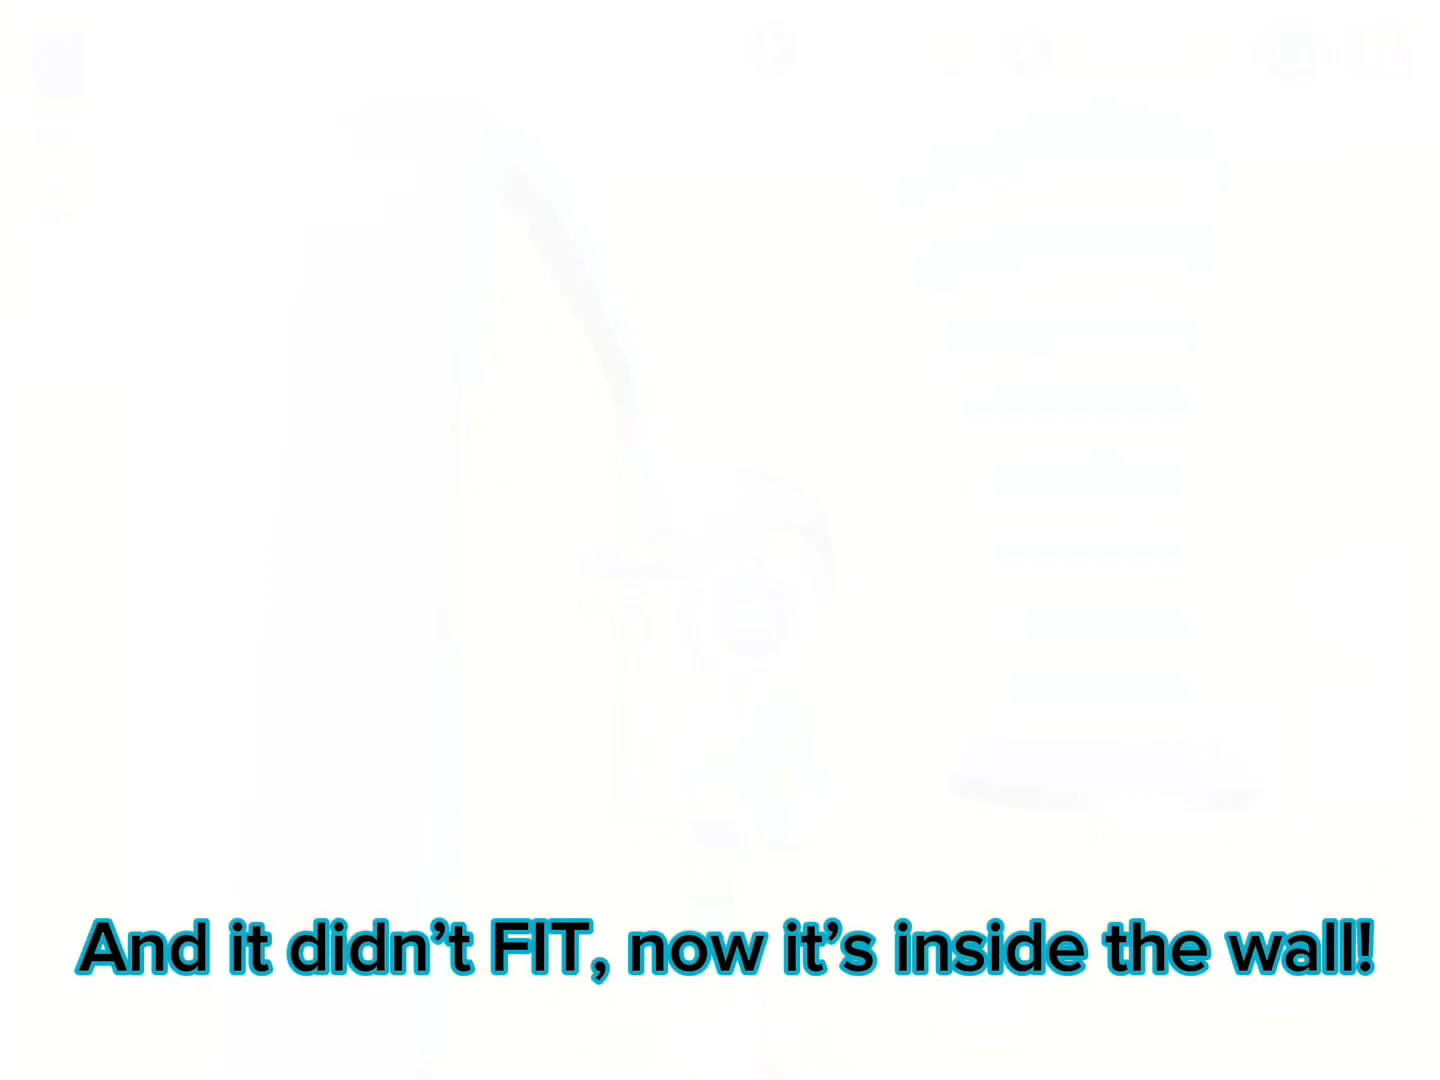 And it didn’t FIT, now it’s inside the wall!